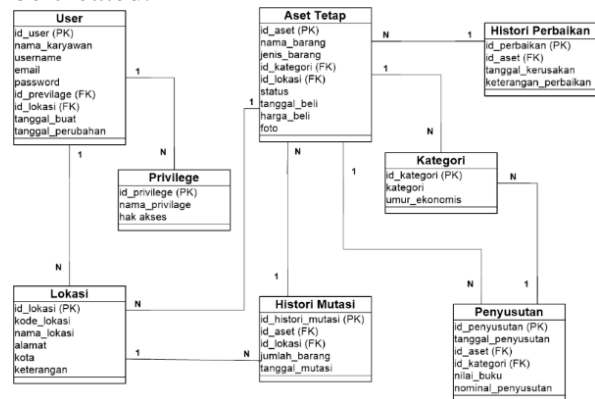 User
id_user (PK)
nama_karyawan
username
email
password
id_previlage (FK)
id_lokasi (FK)
tanggal_buat
tanggal_perubahan
Aset Tetap
id_aset (PK)
nama_barang
jenis_barang
id_kategori (FK)
id_lokasi (FK)
status
tanggal_beli
harga_beli
foto
Histori Perbaikan
id_perbaikan (PK)
id_aset (FK)
tanggal_kerusakan
keterangan_perbaikan
N
1
1
N
1
N
1
N
1
N
N
1
N
1
1
N
1
N
N
1
Privilege
id_privilege (PK)
nama_privilage
hak akses
Kategori
id_kategori (PK)
kategori
umur_ekonomis
Lokasi
id_lokasi (PK)
kode_lokasi
nama_lokasi
alamat
kota
keterangan
Histori Mutasi
id_histori_mutasi (PK)
id_aset (FK)
id_lokasi (FK)
jumlah_barang
tanggal_mutasi
Penyusutan
id_penyusutan (PK)
tanggal_penyusutan
id_aset (FK)
id_kategori (FK)
nilai_buku
nominal_penyusutan